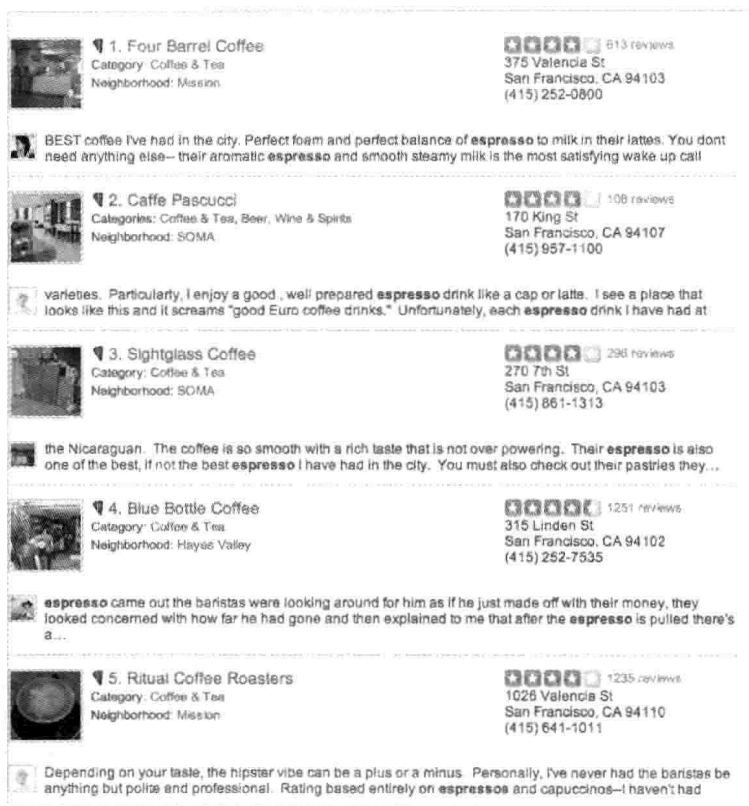 1. Four Barrel Coffee
613 reviews
Category: Coffee & Tea
375 Valencia St
Neighborhood: Mission
San Francisco, CA 94103
(415) 252-0800
BEST coffee I've had in the city. Perfect foam and perfect balance of espresso to milk in their lattes. You dont
need anything else-- their aromatic espresso and smooth steamy milk is the most satisfying wake up call
2. Caffe Pascucci
108 reviews
Categories: Coffee & Tea, Beer, Wine & Spirits
170 King St
Neighborhood: SOMA
San Francisco, CA 94107
(415) 957-1100
varieties. Particularly, I enjoy a good , well prepared espresso drink like a cap or latte. I see a place that
looks like this and it screams "good Euro coffee drinks." Unfortunately, each espresso drink I have had at
3. Sightglass Coffee
296 reviews
Category: Coffee & Tea
270 7th St
Neighborhood: SOMA
San Francisco, CA 94103
(415) 861-1313
the Nicaraguan. The coffee is so smooth with a rich taste that is not over powering. Their espresso is also
one of the best, if not the best espresso I have had in the city. You must also check out their pastries they...
4. Blue Bottle Coffee
1251 reviews
Category: Coffee & Tea
315 Linden St
Neighborhood: Hayes Valley
San Francisco, CA 94102
(415) 252-7535
espresso came out the baristas were looking around for him as if he just made off with their money, they
looked concerned with how far he had gone and then explained to me that after the espresso is pulled there's
a...
5. Ritual Coffee Roasters
1235 reviews
Category: Coffee & Tea
1026 Valencia St
Neighborhood: Mission
San Francisco, CA 94110
(415) 641-1011
Depending on your taste, the hipster vibe can be a plus or a minus. Personally, I've never had the baristas be
anything but polite and professional. Rating based entirely on espressos and capuccinos--I haven't had